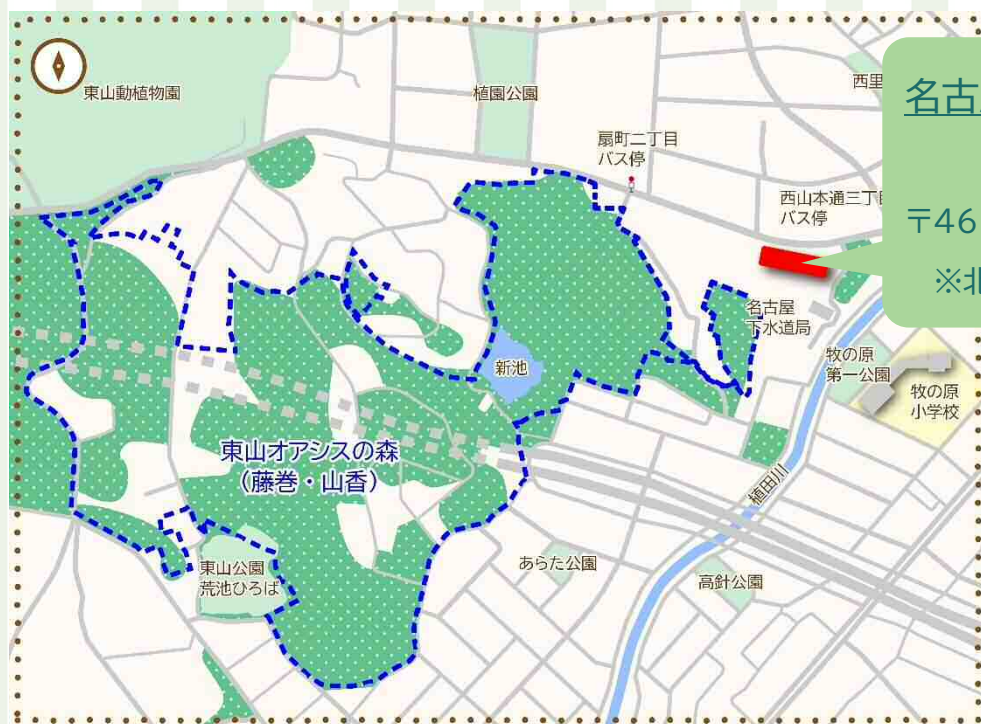 東山動植物園
植園公園
西里
名古
扇町二丁目
バス停
西山本通三丁目
バス停
〒46
※北
名古屋
下水道局
新池
牧の原
第一公園
牧の原
小学校
東山オアシスの森
(藤巻・山香)
植田川
東山公園
荒池ひろば
あらた公園
高針公園